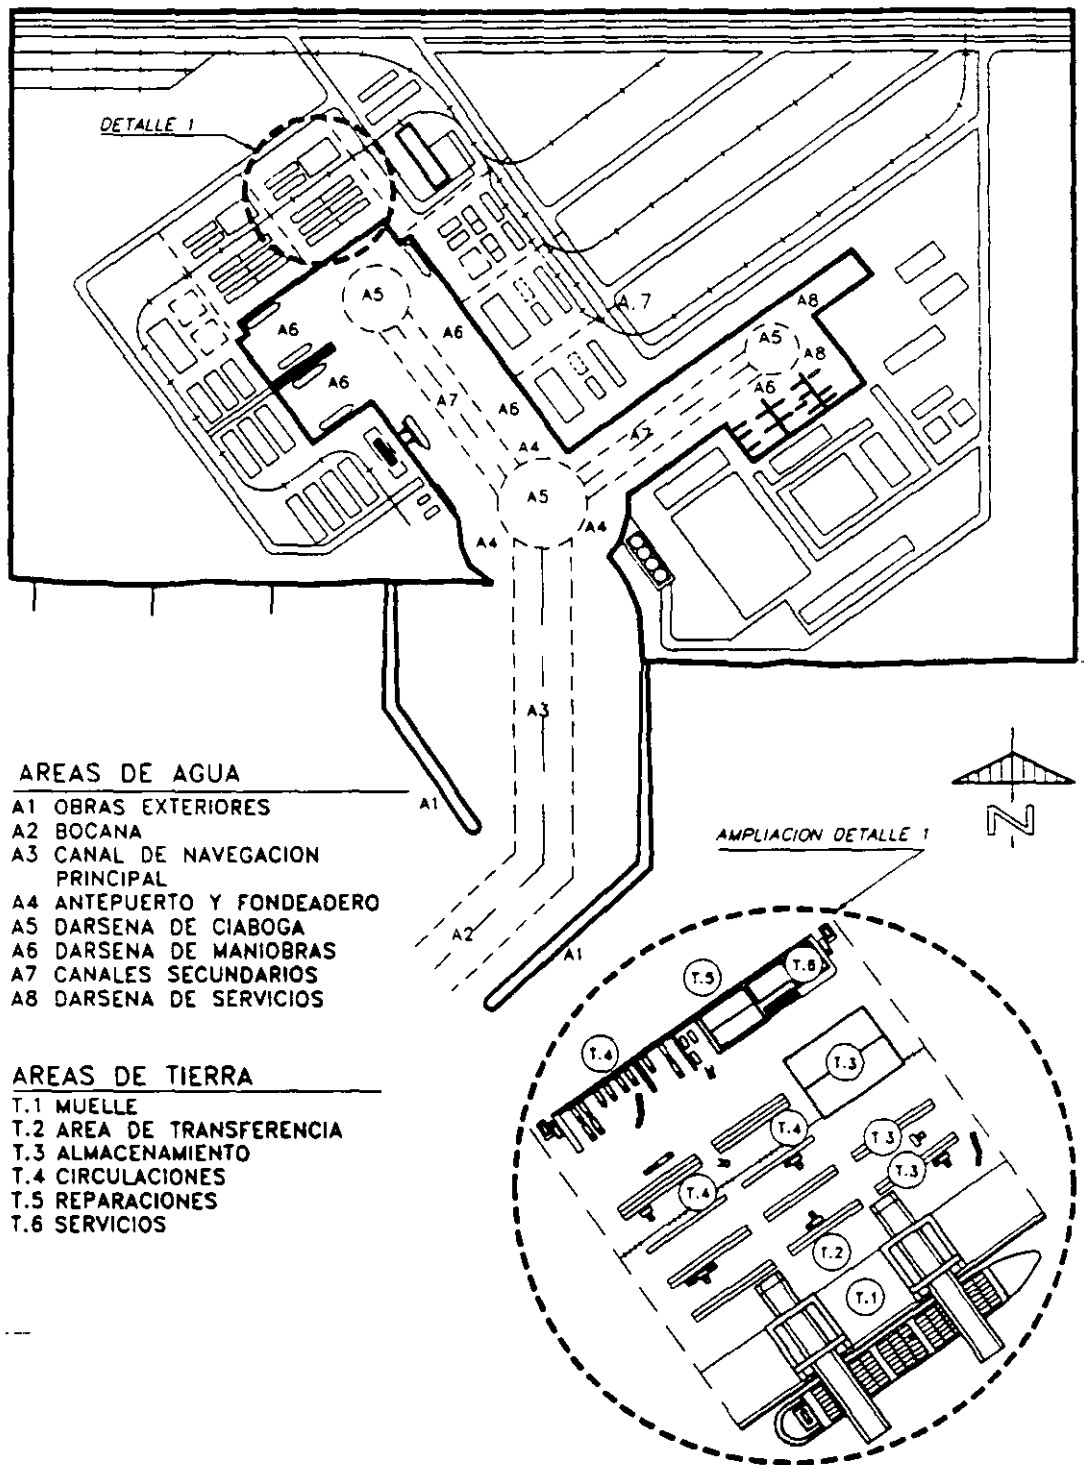 DETALLE 1
A5
A.7
A8
A6
A6
A5
A8
A6
A6
A7
A6
A7
A4
A5
A4
A4
A3
AREAS DE AGUA
A1 OBRAS EXTERIORES
A2 BOCANA
A3 CANAL DE NAVEGACION
PRINCIPAL
A4 ANTEPUERTO Y FONDEADERO
A5 DARSENA DE CIABOGA
A6 DARSENA DE MANIOBRAS
A7 CANALES SECUNDARIOS
A8 DARSENA DE SERVICIOS
A1
A2
A1
N
AMPLIACION DETALLE 1
AREAS DE TIERRA
T.1 MUELLE
T.2 AREA DE TRANSFERENCIA
T.3 ALMACENAMIENTO
T.4 CIRCULACIONES
T.5 REPARACIONES
T.6 SERVICIOS
T.6
T.5
T.4
T.3
T.4
T.3
T.3
T.4
T.2
T.1